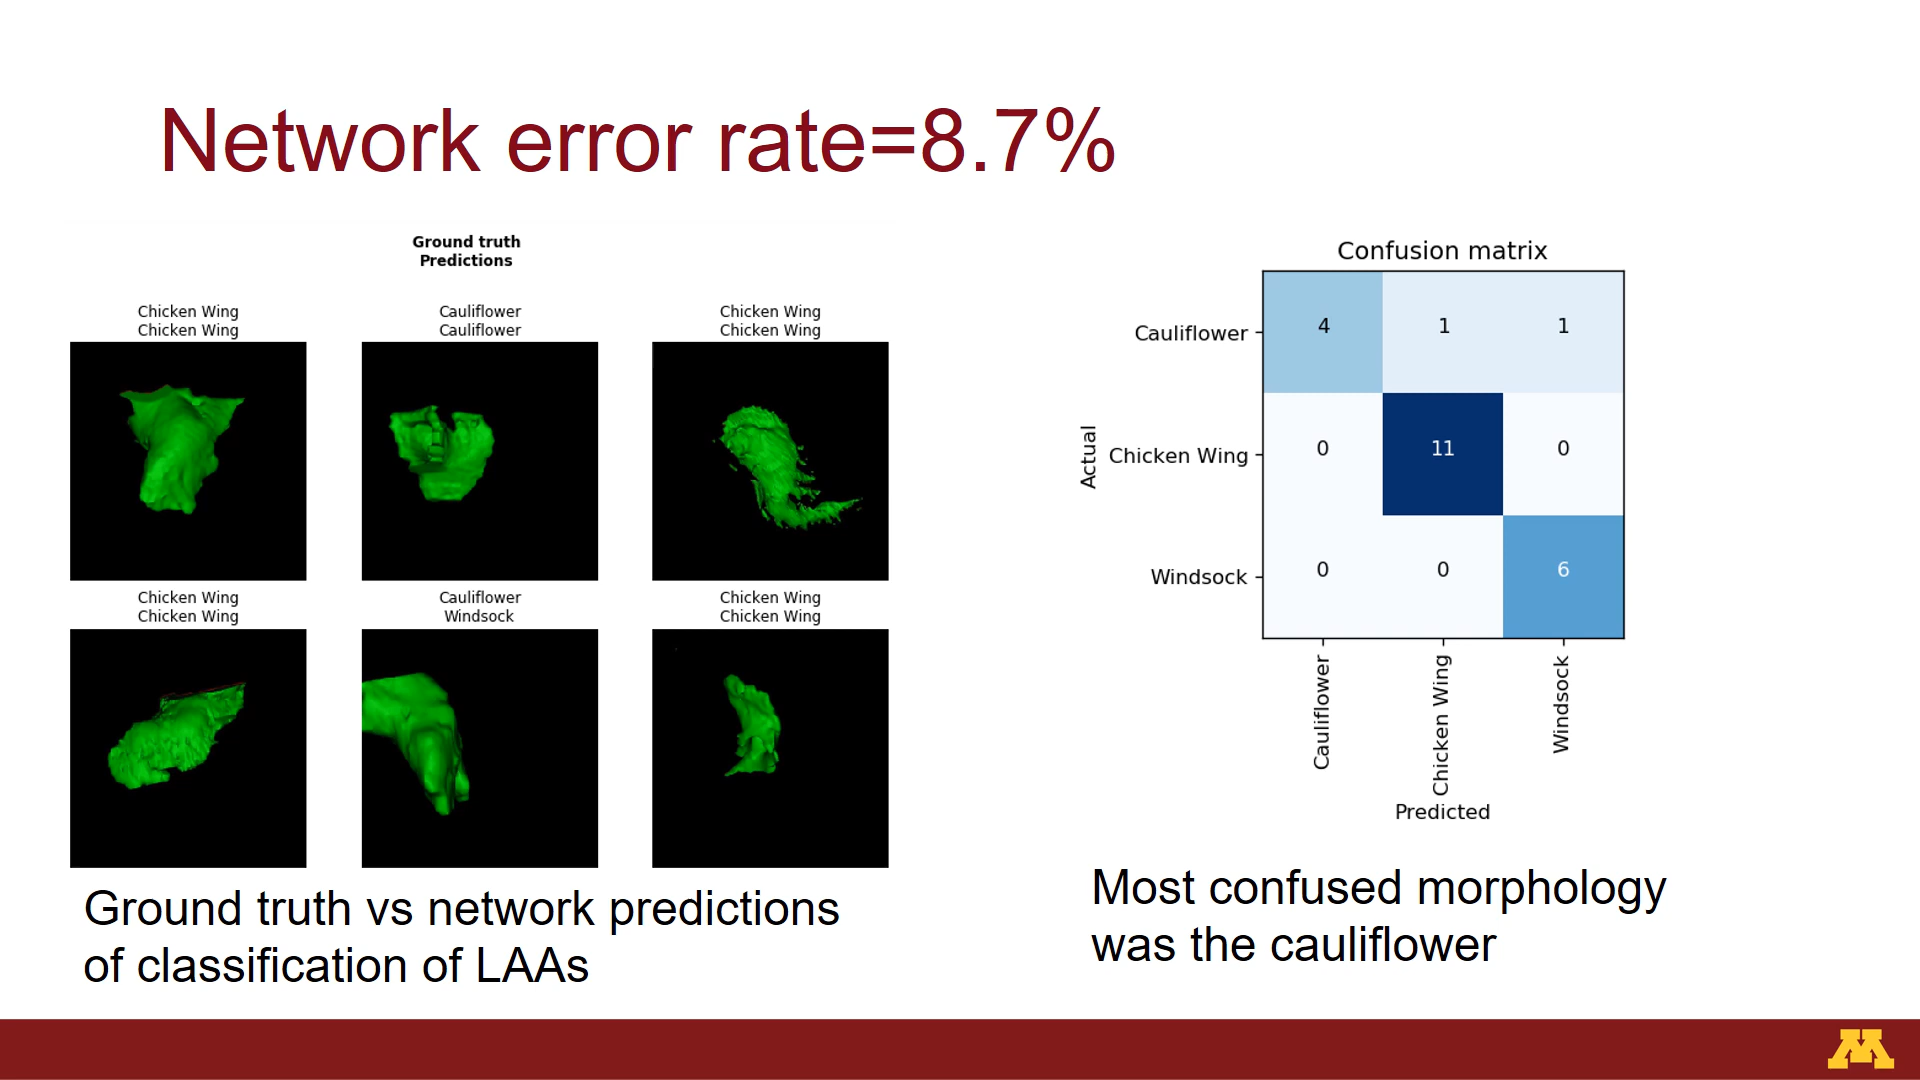 Network error rate=8.7%
Ground truth
Predictions
Chicken Wing
Chicken Wing
Cauliflower
Cauliflower
Chicken Wing
Chicken Wing
Chicken Wing
Chicken Wing
Cauliflower
Windsock
Chicken Wing
Chicken Wing
Ground truth vs network predictions
of classification of LAAs
Confusion matrix
Actual
Cauliflower
4 1 1
Chicken Wing
0 11 0
Windsock
0 0 6
Cauliflower
Chicken Wing
Windsock
Predicted
Most confused morphology
was the cauliflower
M